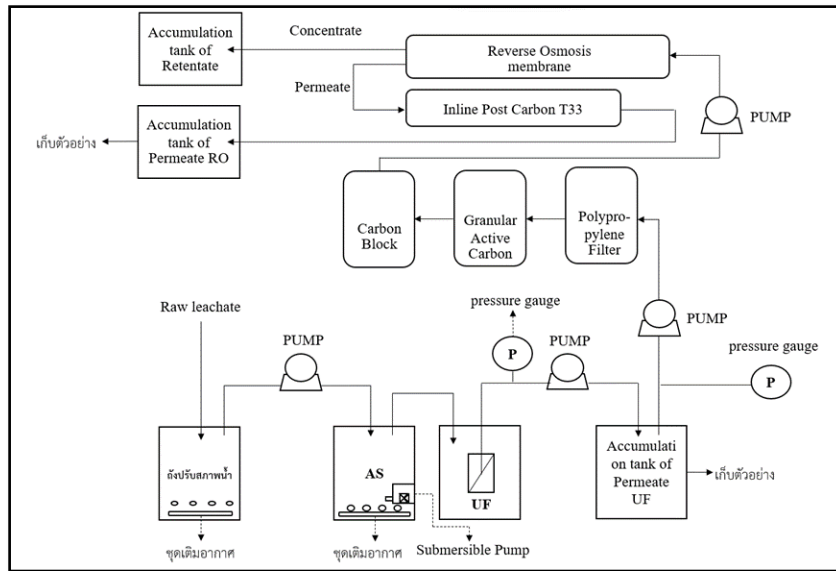 Accumulation
tank of
Retentate
Concentrate
Reverse Osmosis
membrane
Permeate
Inline Post Carbon T33
PUMP
เก็บตัวอย่าง
Accumulation
tank of
Permeate RO
Carbon
Block
Granular
Active
Carbon
Polypro-
pylene
Filter
Raw leachate
PUMP
pressure gauge
P
PUMP
PUMP
pressure gauge
P
ถังปรับสภาพน้ำ
AS
UF
Accumulati
on tank of
Permeate
UF
เก็บตัวอย่าง
ชุดเติมอากาศ
ชุดเติมอากาศ
Submersible Pump